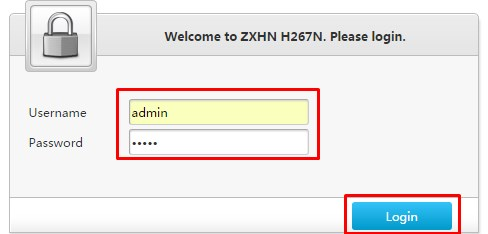 Welcome to ZXHN H267N. Please login.
Username admin
Password •••••
Login